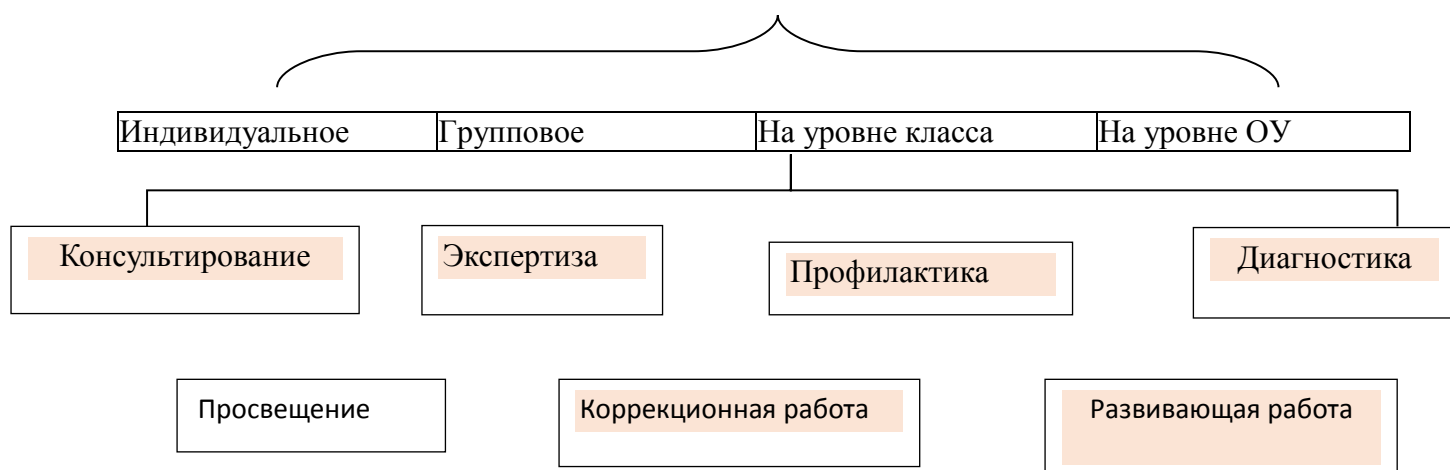 Индивидуальное Групповое На уровне класса На уровне ОУ
Консультирование Экспертиза Профилактика Диагностика
Просвещение Коррекционная работа Развивающая работа